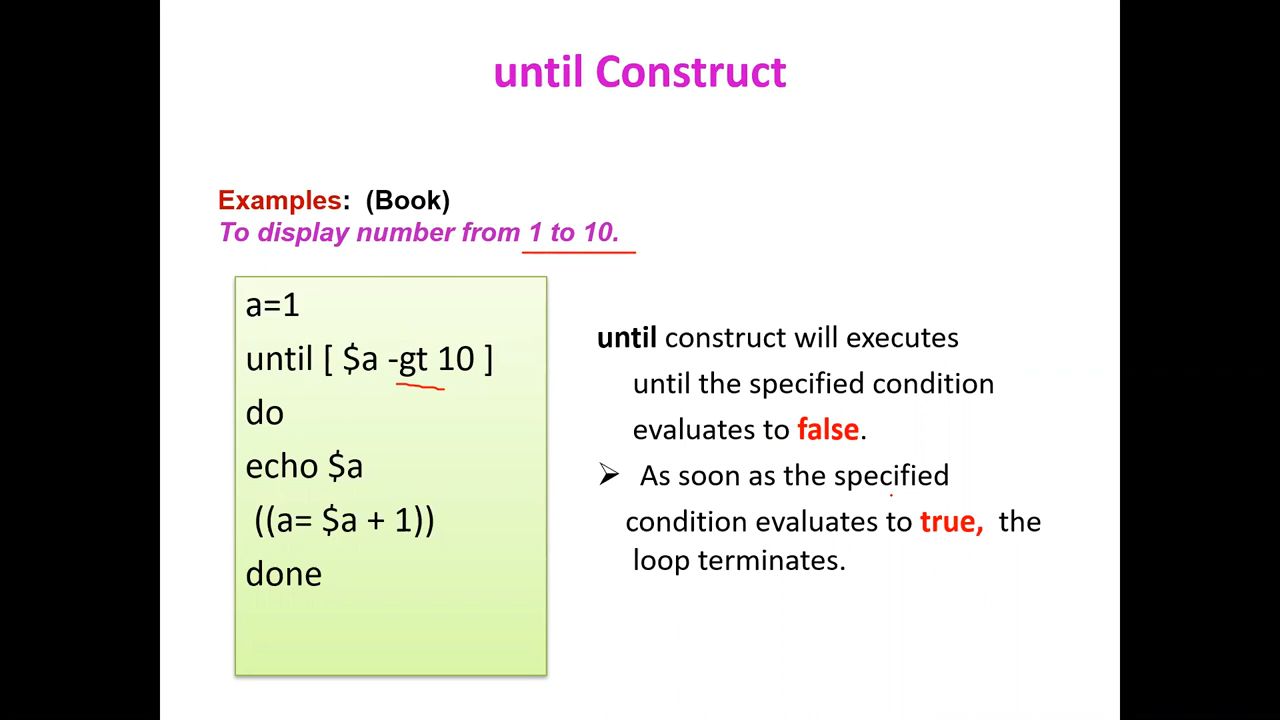 until Construct
Examples: (Book)
To display number from 1 to 10.
a=1
until [ $a -gt 10 ]
do
echo $a
((a= $a + 1))
done
until construct will executes
until the specified condition
evaluates to false.
➢ As soon as the specified
condition evaluates to true, the
loop terminates.